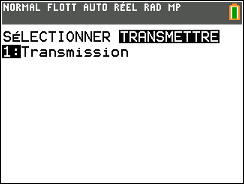 NORMAL FLOTT AUTO RÉEL RAD MP
SéLECTIONNER TRANSMETTRE
1:Transmission